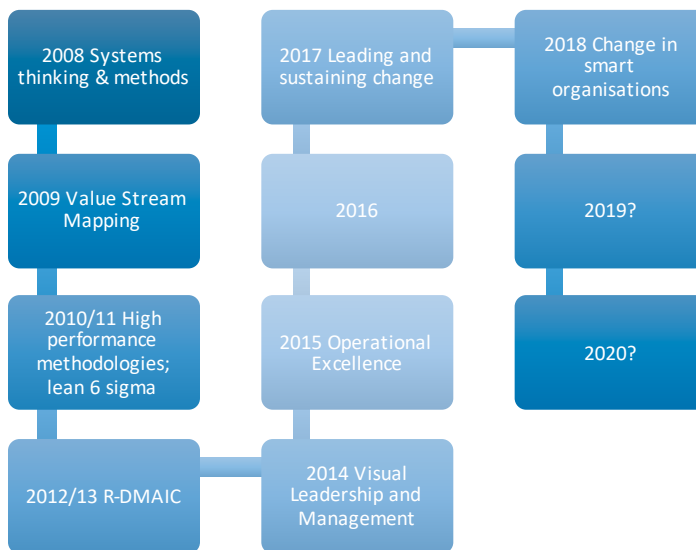 2008 Systems
thinking & methods
2009 Value Stream
Mapping
2010/11 High
performance
methodologies;
lean 6 sigma
2012/13 R-DMAIC
2014 Visual
Leadership and
Management
2015 Operational
Excellence
2016
2017 Leading and
sustaining change
2018 Change in
smart
organisations
2019?
2020?